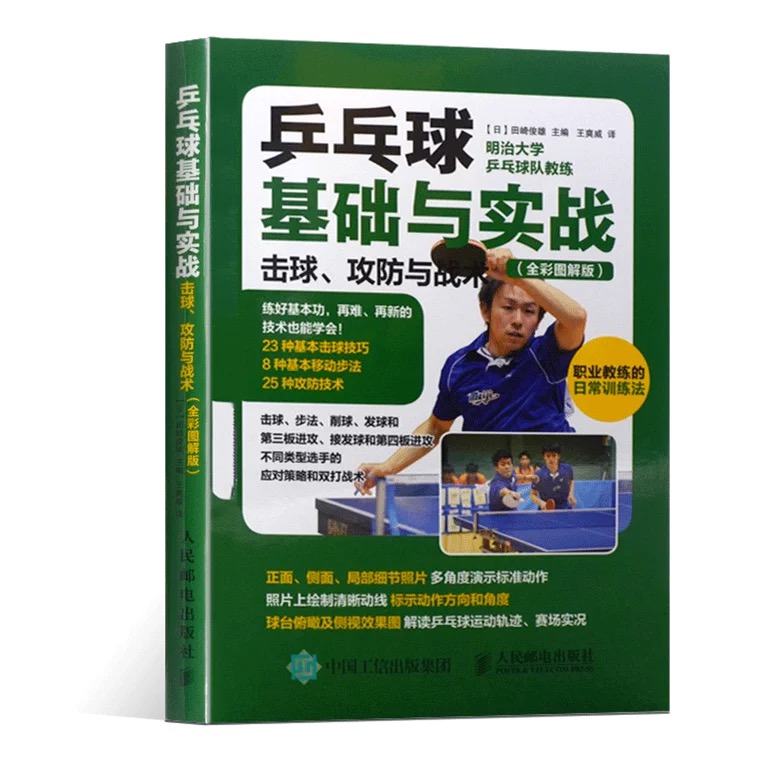 乒乓球基础与实战
击球、攻防与战术
(全彩图解版)
人民邮电出版社
乒乓球
【日】田崎俊雄 主编 王爽威 译
明治大学
乒乓球队教练
基础与实战
击球、攻防与战术
(全彩图解版)
练好基本功，再难、再新的
技术也能学会！
23 种基本击球技巧
8 种基本移动步法
25 种攻防技术
职业教练的
日常训练法
击球、步法、削球、发球和
第三板进攻、接发球和第四板进攻
不同类型选手的
应对策略和双打战术
正面、侧面、局部细节照片 多角度演示标准动作
照片上绘制清晰动线 标示动作方向和角度
球台俯瞰及侧视效果图 解读乒乓球运动轨迹、赛场实况
中国工信出版集团
人民邮电出版社